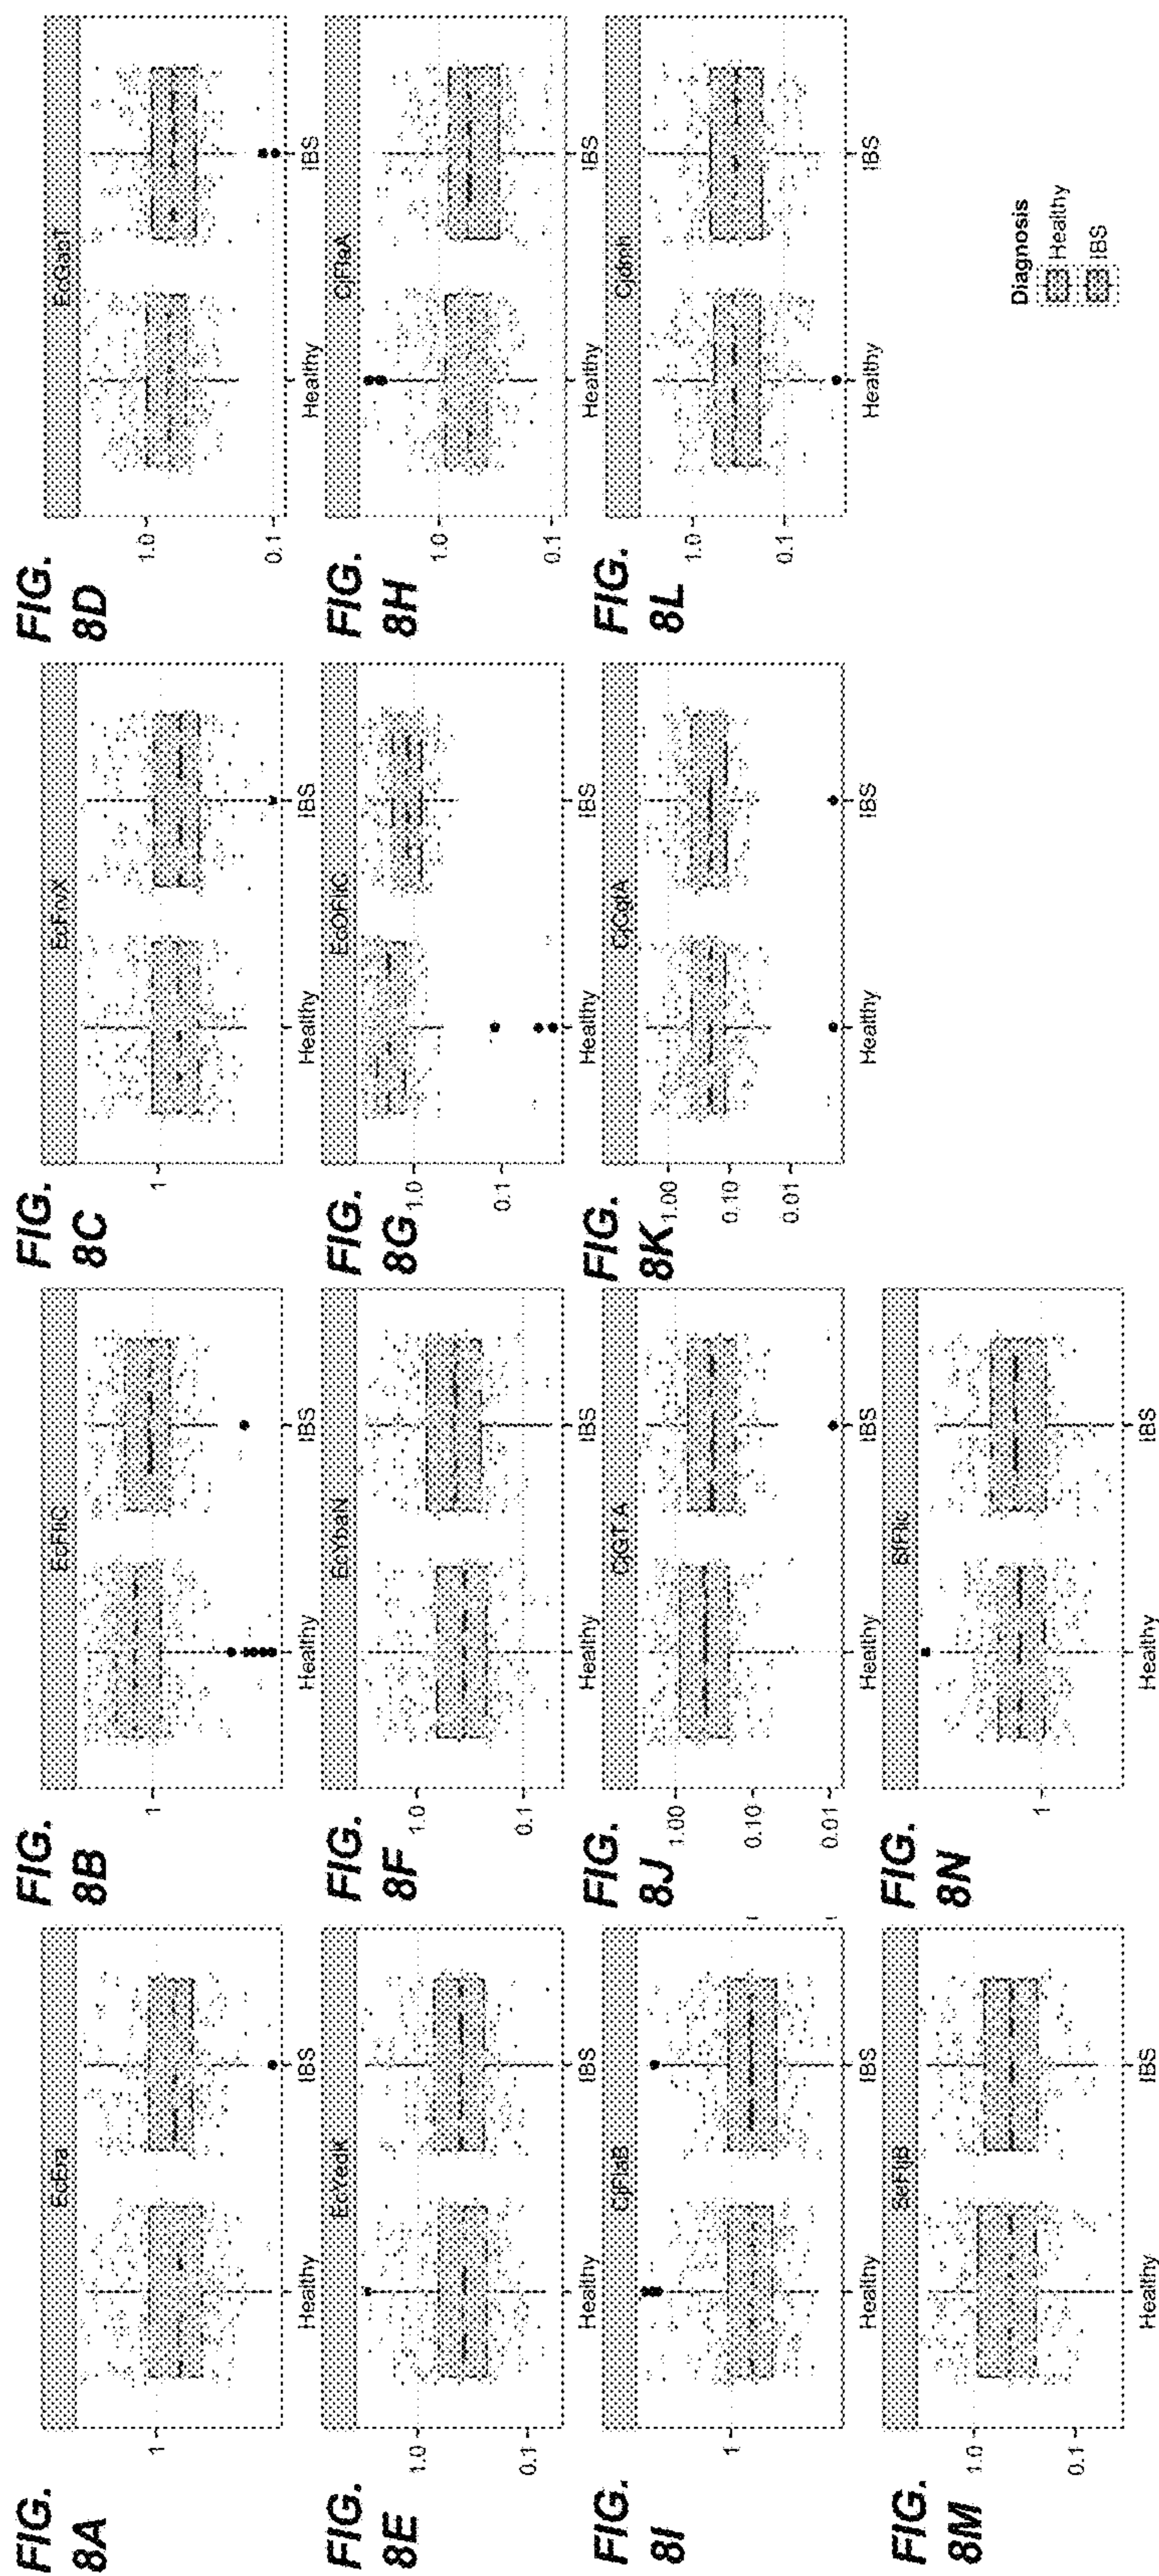 FIG.
8A
EcEra
1
Healthy
IBS
FIG.
8B
EcFliC
1
Healthy
IBS
FIG.
8C
EcFrvX
1
Healthy
IBS
FIG.
8D
EcGabT
1.0
0.1
Healthy
IBS
FIG.
8E
EcYedK
1.0
0.1
Healthy
IBS
FIG.
8F
EcYbaN
1.0
0.1
Healthy
IBS
FIG.
8G
EcOFliC
1.0
0.1
Healthy
IBS
FIG.
8H
CjFlaA
1.0
0.1
Healthy
IBS
FIG.
8I
CjFlaB
1
Healthy
IBS
FIG.
8J
1.00
0.10
0.01
Healthy
IBS
FIG.
8K
CjCgtA
1.00
0.10
0.01
Healthy
IBS
FIG.
8L
Cjdmh
1.0
0.1
Healthy
IBS
FIG.
8M
SeFljB
1.0
0.1
Healthy
IBS
FIG.
8N
SfFliC
1
Healthy
IBS
Diagnosis
Healthy
IBS